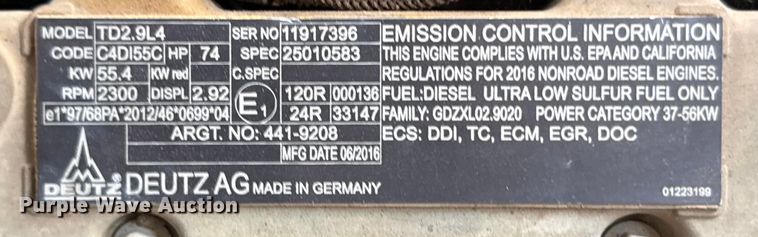 MODEL TD2.9L4 SER NO 11917396
CODE C4DI55C HP 74 SPEC 25010583
KW 55.4 KW red C.SPEC
RPM 2300 DISPL 2.92 E1 120R 000136
e1*97/68PA*2012/46*0699*04 24R 33147
ARGT. NO: 441-9208
MFG DATE 06/2016
DEUTZ® DEUTZ AG MADE IN GERMANY
EMISSION CONTROL INFORMATION
THIS ENGINE COMPLIES WITH U.S. EPA AND CALIFORNIA
REGULATIONS FOR 2016 NONROAD DIESEL ENGINES.
FUEL:DIESEL ULTRA LOW SULFUR FUEL ONLY
FAMILY: GDZXL02.9020 POWER CATEGORY 37-56KW
ECS: DDI, TC, ECM, EGR, DOC
01223199
Purple Wave Auction